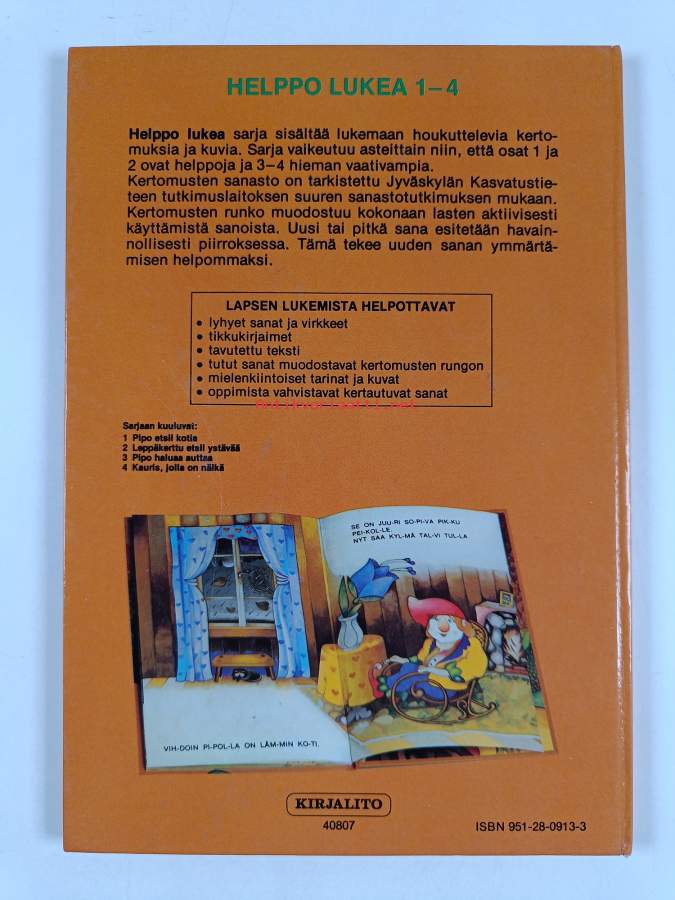 HELPPO LUKEA 1–4
Helppo lukea sarja sisältää lukemaan houkuttelevia kerto-
muksia ja kuvia. Sarja vaikeutuu asteittain niin, että osat 1 ja
2 ovat helppoja ja 3–4 hieman vaativampia.
Kertomusten sanasto on tarkistettu Jyväskylän Kasvatustie-
teen tutkimuslaitoksen suuren sanastotutkimuksen mukaan.
Kertomusten runko muodostuu kokonaan lasten aktiivisesti
käyttämistä sanoista. Uusi tai pitkä sana esitetään havain-
nollisesti piirroksessa. Tämä tekee uuden sanan ymmärtä-
misen helpommaksi.
LAPSEN LUKEMISTA HELPOTTAVAT
• lyhyet sanat ja virkkeet
• tikkukirjaimet
• tavutettu teksti
• tutut sanat muodostavat kertomusten rungon
• mielenkiintoiset tarinat ja kuvat
• oppimista vahvistavat kertautuvat sanat
Sarjaan kuuluvat:
1 Pipo etsii kotia
2 Leppäkerttu etsii ystävää
3 Pipo haluaa auttaa
4 Kauris, jolla on nälkä
SE ON JUU-RI SO-PI-VA PIK-KU
PEI-KOL-LE.
NYT SAA KYL-MÄ TAL-VI TUL-LA
VIH-DOIN PI-POL-LA ON LÄM-MIN KO-TI.
KIRJALITO
40807
ISBN 951-28-0913-3